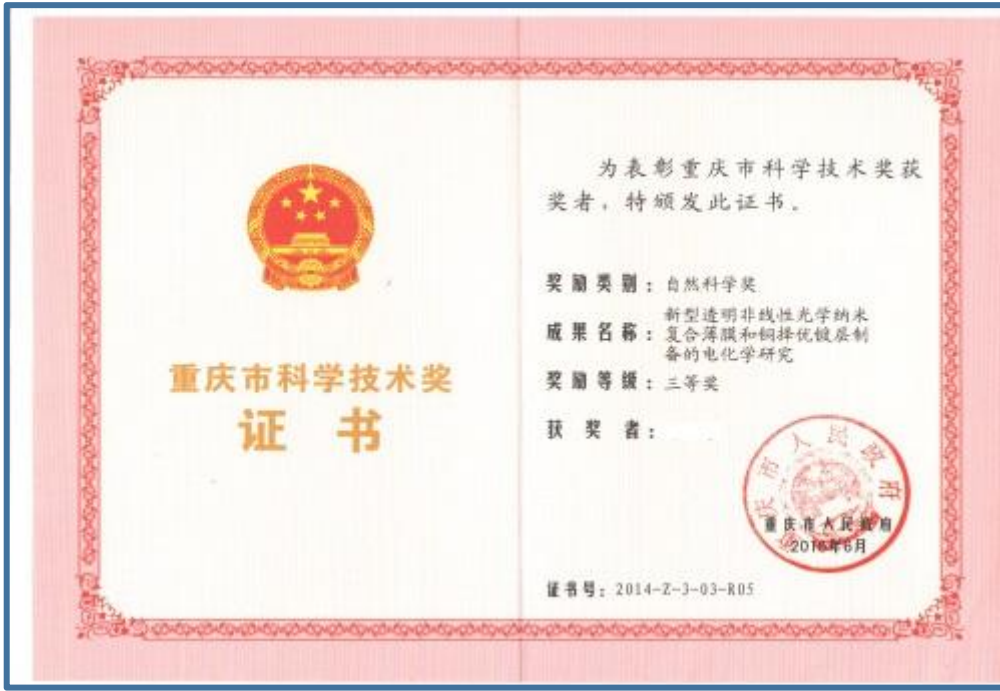 重庆市科学技术奖
证 书
为表彰重庆市科学技术奖获
奖者，特颁发此证书。
奖励类别：自然科学奖
成果名称：新型透明非线性光学纳米
复合薄膜和铜择优镀层制
备的电化学研究
奖励等级：三等奖
获 奖 者：
重庆市人民政府
重庆市人民政府
6月
证书号：2014-Z-3-03-R05